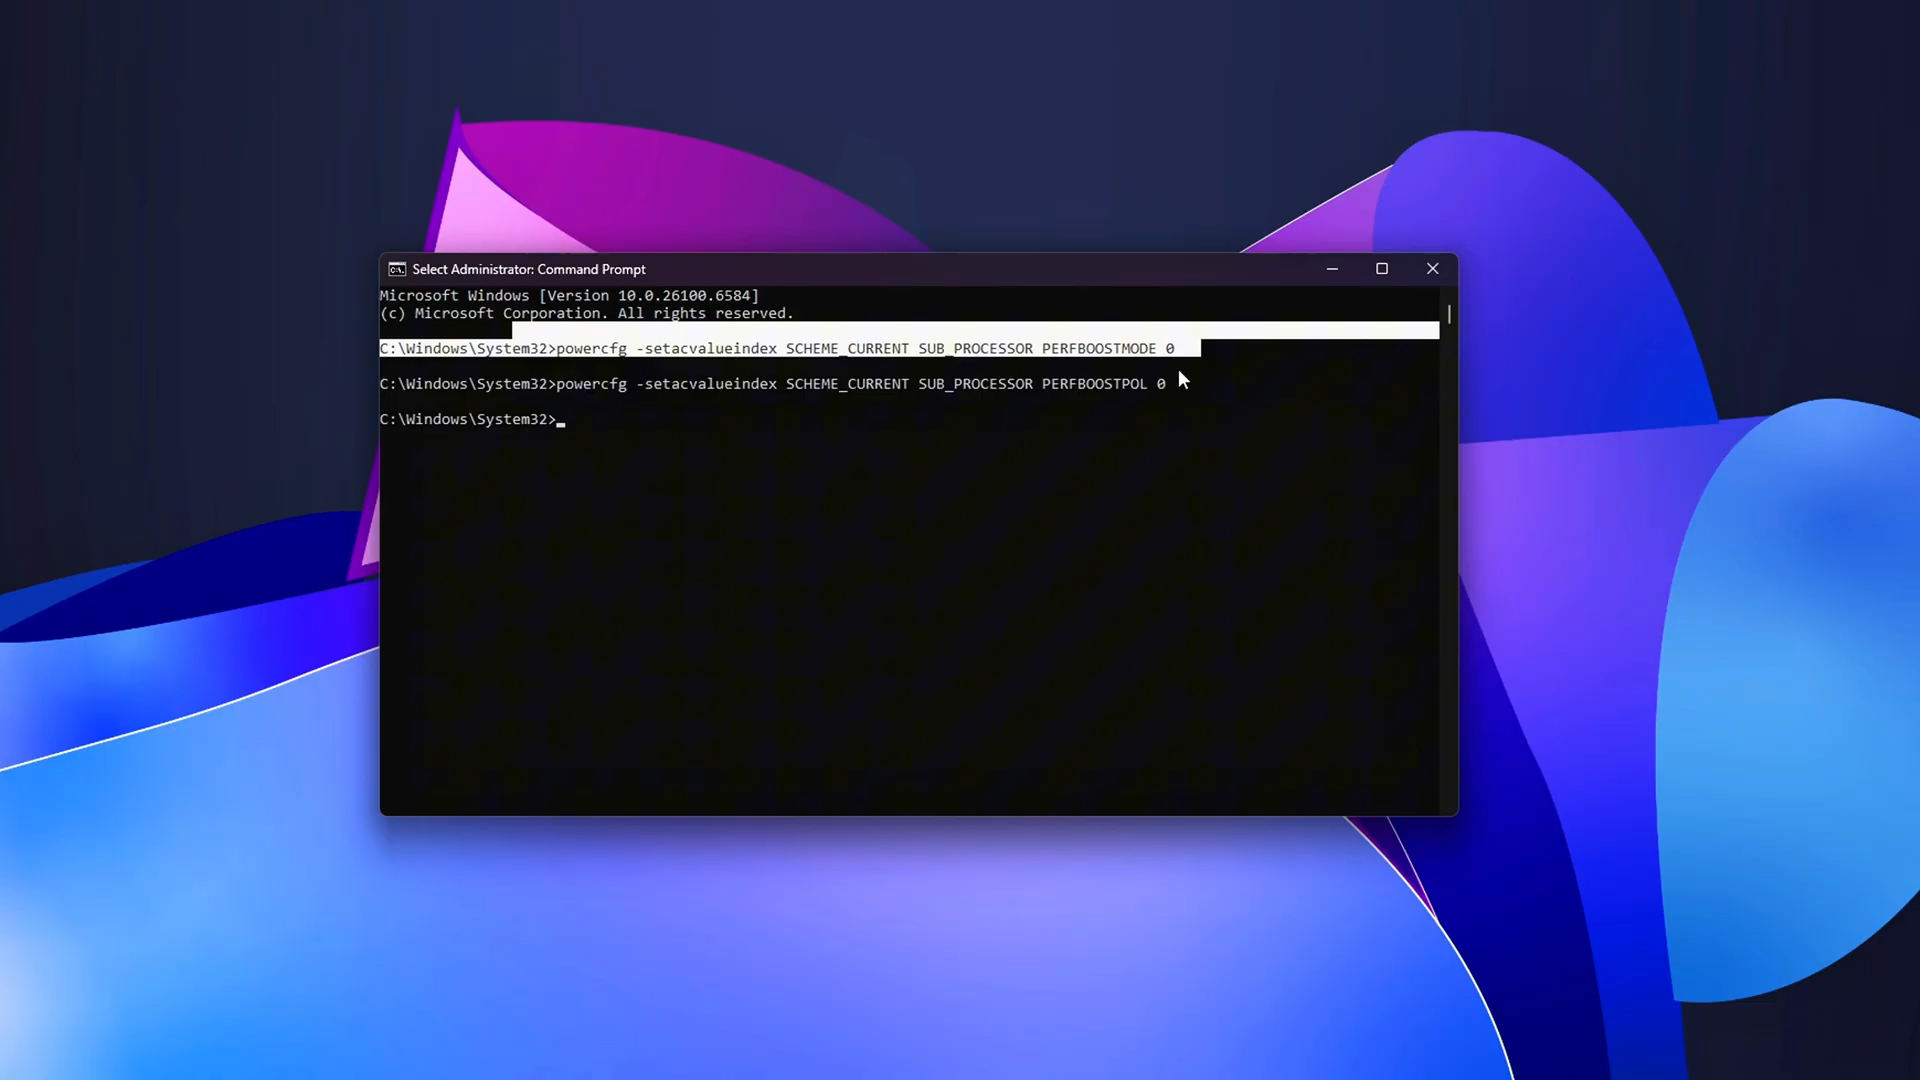 Select Administrator: Command Prompt
Microsoft Windows [Version 10.0.26100.6584]
(c) Microsoft Corporation. All rights reserved.
C:\Windows\System32>powercfg -setacvalueindex SCHEME_CURRENT SUB_PROCESSOR PERFBOOSTMODE 0
C:\Windows\System32>powercfg -setacvalueindex SCHEME_CURRENT SUB_PROCESSOR PERFBOOSTPOL 0
C:\Windows\System32>